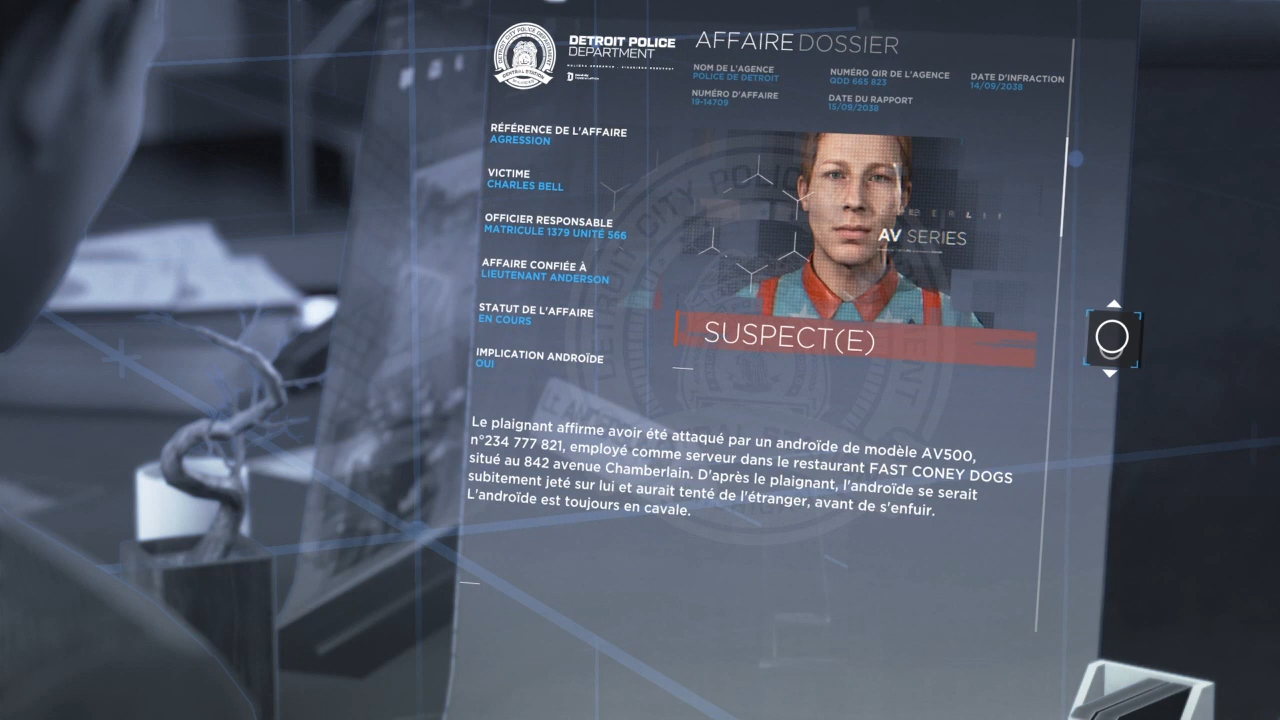 DETROIT POLICE
DEPARTMENT
AFFAIRE DOSSIER
NOM DE L'AGENCE
POLICE DE DETROIT
NUMÉRO QIR DE L'AGENCE
QDD 665 823
DATE D'INFRACTION
14/09/2038
NUMÉRO D'AFFAIRE
19-14709
DATE DU RAPPORT
15/09/2038
RÉFÉRENCE DE L'AFFAIRE
AGRESSION
VICTIME
CHARLES BELL
OFFICIER RESPONSABLE
MATRICULE 1379 UNITÉ 566
AFFAIRE CONFIÉE À
LIEUTENANT ANDERSON
STATUT DE L'AFFAIRE
EN COURS
IMPLICATION ANDROÏDE
OUI
AV SERIES
SUSPECT(E)
Le plaignant affirme avoir été attaqué par un androïde de modèle AV500,
n°234 777 821, employé comme serveur dans le restaurant FAST CONEY DOGS
situé au 842 avenue Chamberlain. D'après le plaignant, l'androïde se serait
subitement jeté sur lui et aurait tenté de l'étranger, avant de s'enfuir.
L'androïde est toujours en cavale.